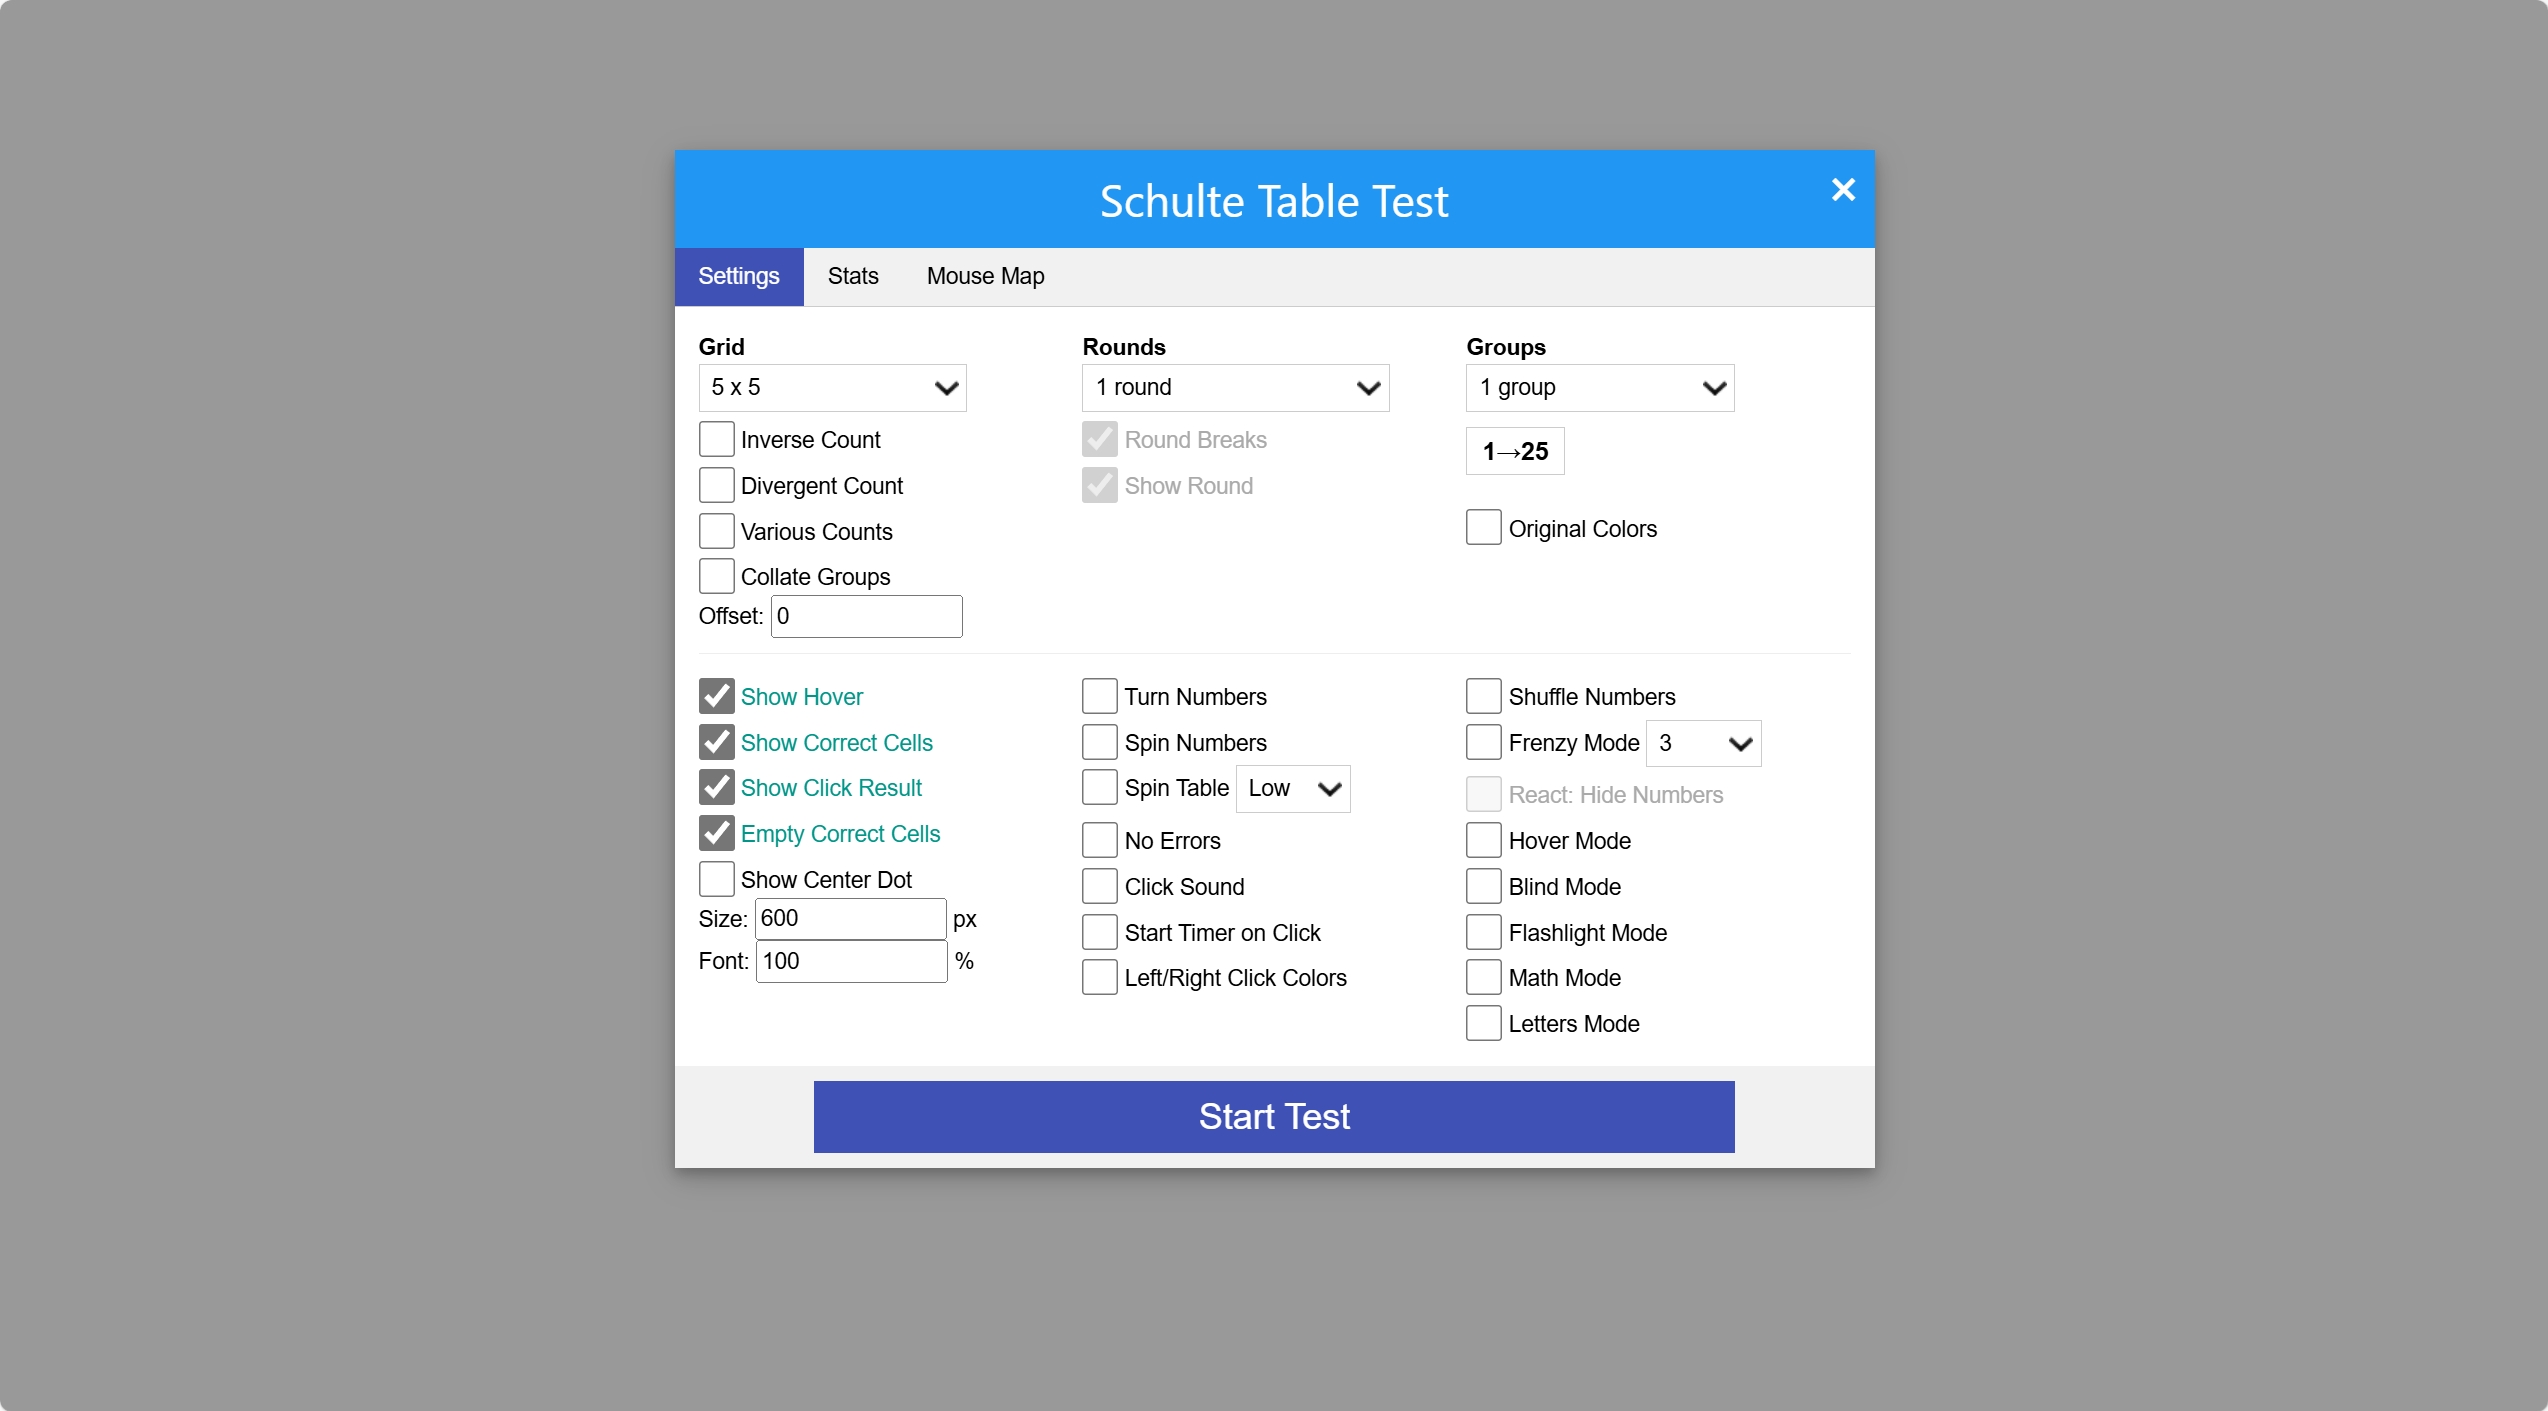 Schulte Table Test
Settings
Stats
Mouse Map
Grid
5 x 5
Inverse Count
Divergent Count
Various Counts
Collate Groups
Offset: 0
Rounds
1 round
Round Breaks
Show Round
Groups
1 group
1→25
Original Colors
Show Hover
Show Correct Cells
Show Click Result
Empty Correct Cells
Show Center Dot
Size: 600 px
Font: 100 %
Turn Numbers
Spin Numbers
Spin Table Low
No Errors
Click Sound
Start Timer on Click
Left/Right Click Colors
Shuffle Numbers
Frenzy Mode 3
React: Hide Numbers
Hover Mode
Blind Mode
Flashlight Mode
Math Mode
Letters Mode
Start Test